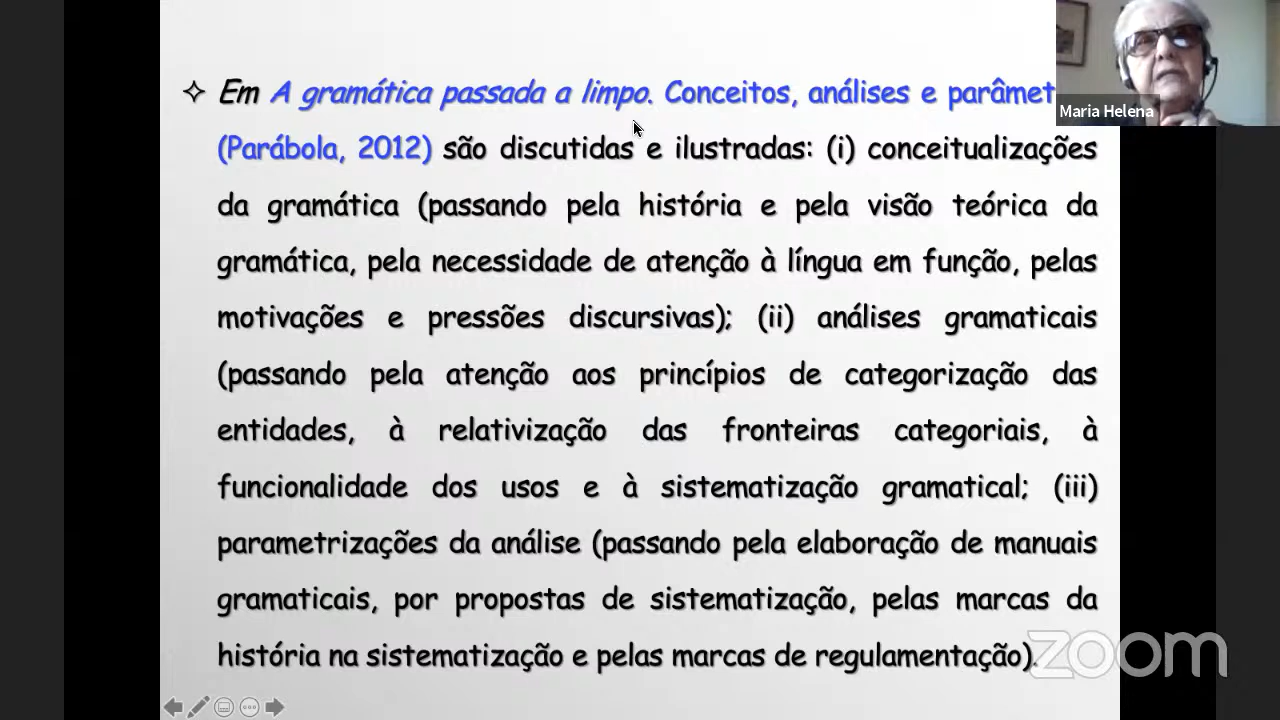 ✧ Em A gramática passada a limpo. Conceitos, análises e parâmet
(Parábola, 2012) são discutidas e ilustradas: (i) conceitualizações
da gramática (passando pela história e pela visão teórica da
gramática, pela necessidade de atenção à língua em função, pelas
motivações e pressões discursivas); (ii) análises gramaticais
(passando pela atenção aos princípios de categorização das
entidades, à relativização das fronteiras categoriais, à
funcionalidade dos usos e à sistematização gramatical; (iii)
parametrizações da análise (passando pela elaboração de manuais
gramaticais, por propostas de sistematização, pelas marcas da
história na sistematização e pelas marcas de regulamentação).
Maria Helena
zoom